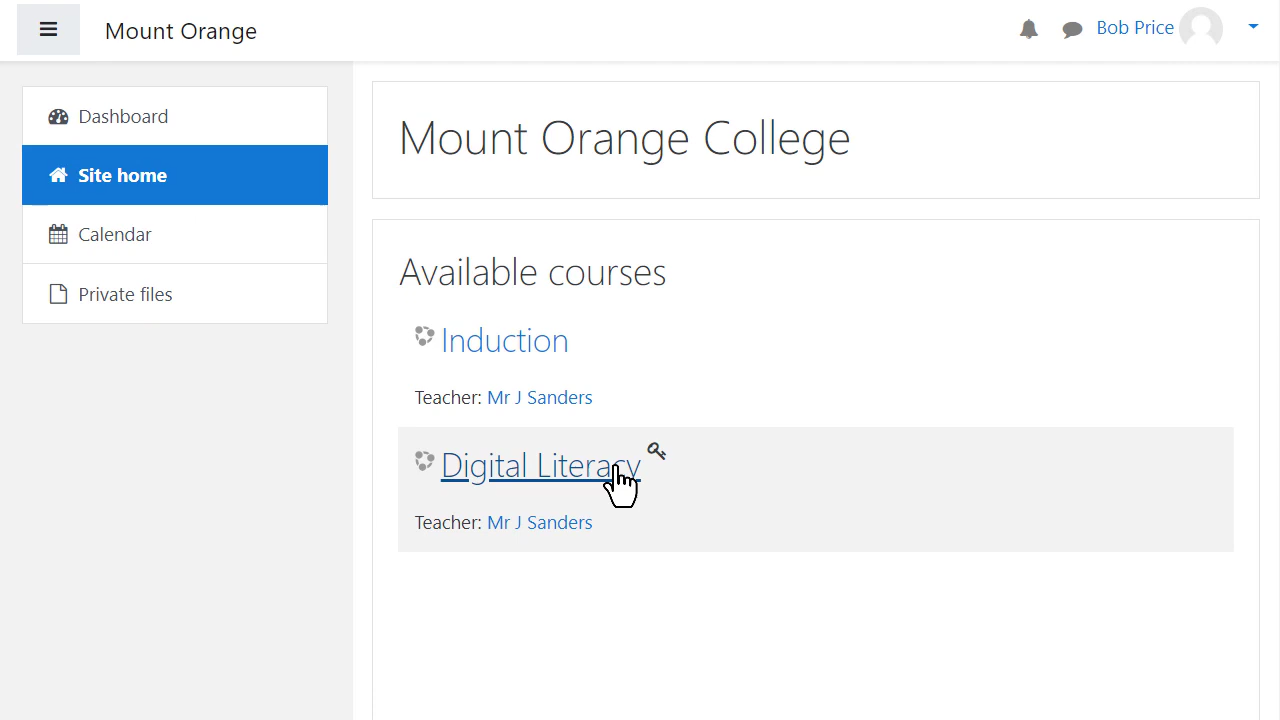 Mount Orange
Bob Price
Dashboard
Site home
Calendar
Private files
Mount Orange College
Available courses
Induction
Teacher: Mr J Sanders
Digital Literacy
Teacher: Mr J Sanders